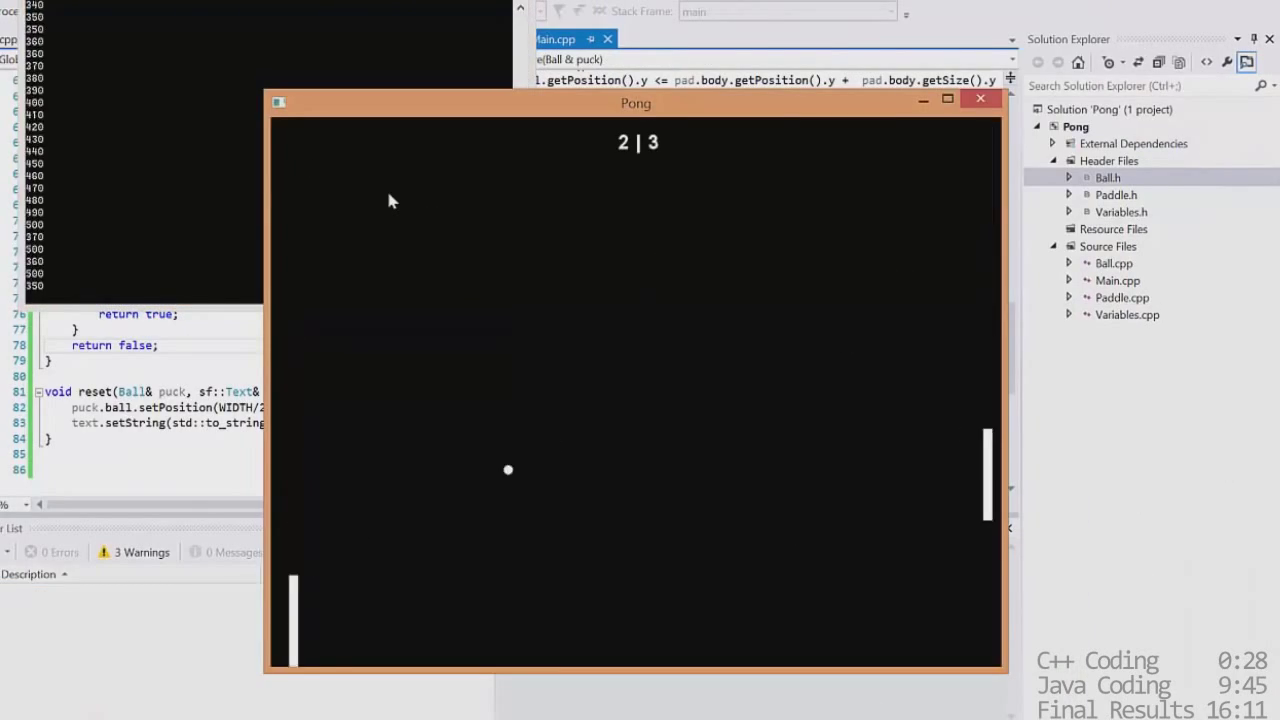 340
350
350
360
360
370
380
390
400
410
420
430
440
450
460
470
480
490
500
370
500
360
500
350
Stack Frame: main
Main.cpp
e(Ball & puck)
l.getPosition().y <= pad.body.getPosition().y + pad.body.getSize().y
Pong
2 | 3
76 return true;
77 }
78 return false;
79 }
80
81 void reset(Ball& puck, sf::Text&
82 puck.ball.setPosition(WIDTH/2
83 text.setString(std::to_string
84 }
85
86
%
r List
0 Errors
3 Warnings
0 Messages
Description
Solution Explorer
Search Solution Explorer (Ctrl+;)
Solution 'Pong' (1 project)
Pong
External Dependencies
Header Files
Ball.h
Paddle.h
Variables.h
Resource Files
Source Files
Ball.cpp
Main.cpp
Paddle.cpp
Variables.cpp
C++ Coding 0:28
Java Coding 9:45
Final Results 16:11